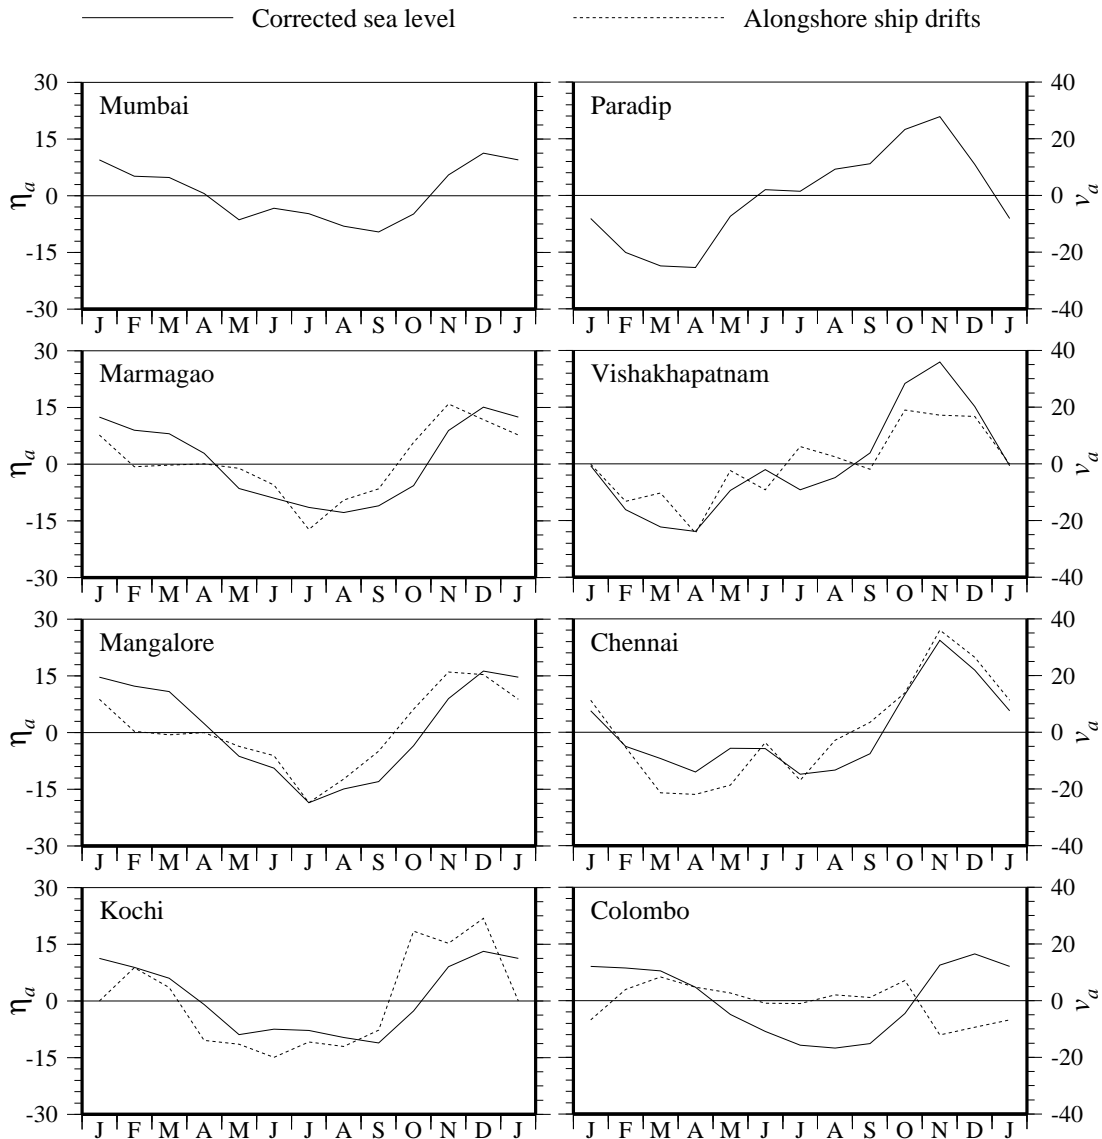 Corrected sea level Alongshore ship drifts
30 Mumbai Paradip 40
15 20
η_a 0 0 v_a
-15 -20
-30 -40
J F M A M J J A S O N D J J F M A M J J A S O N D J
30 Marmagao Vishakhapatnam 40
15 20
η_a 0 0 v_a
-15 -20
-30 -40
J F M A M J J A S O N D J J F M A M J J A S O N D J
30 Mangalore Chennai 40
15 20
η_a 0 0 v_a
-15 -20
-30 -40
J F M A M J J A S O N D J J F M A M J J A S O N D J
30 Kochi Colombo 40
15 20
η_a 0 0 v_a
-15 -20
-30 -40
J F M A M J J A S O N D J J F M A M J J A S O N D J